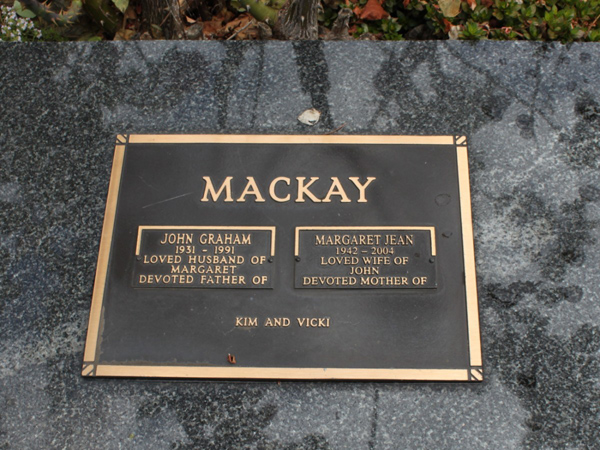 MACKAY
JOHN GRAHAM
1931 - 1991
LOVED HUSBAND OF
MARGARET
DEVOTED FATHER OF
MARGARET JEAN
1942 - 2004
LOVED WIFE OF
JOHN
DEVOTED MOTHER OF
KIM AND VICKI